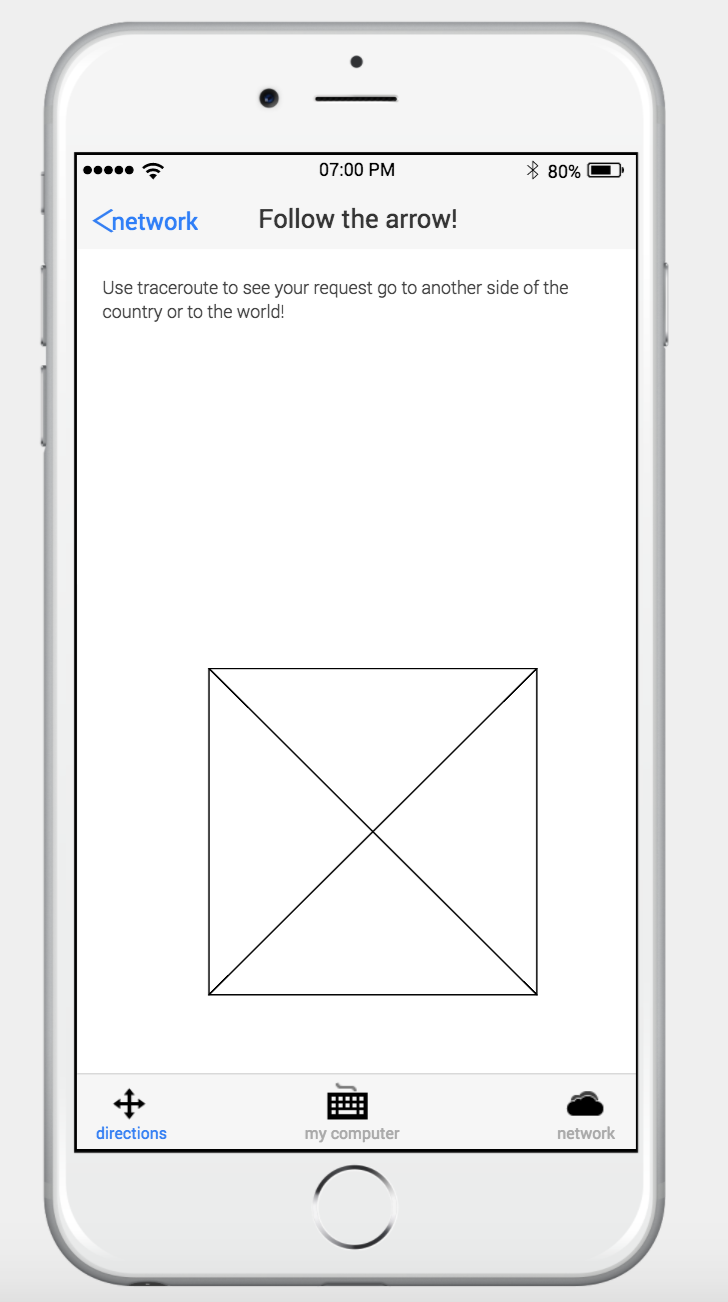 07:00 PM 80%
<network Follow the arrow!
Use traceroute to see your request go to another side of the
country or to the world!
directions my computer network